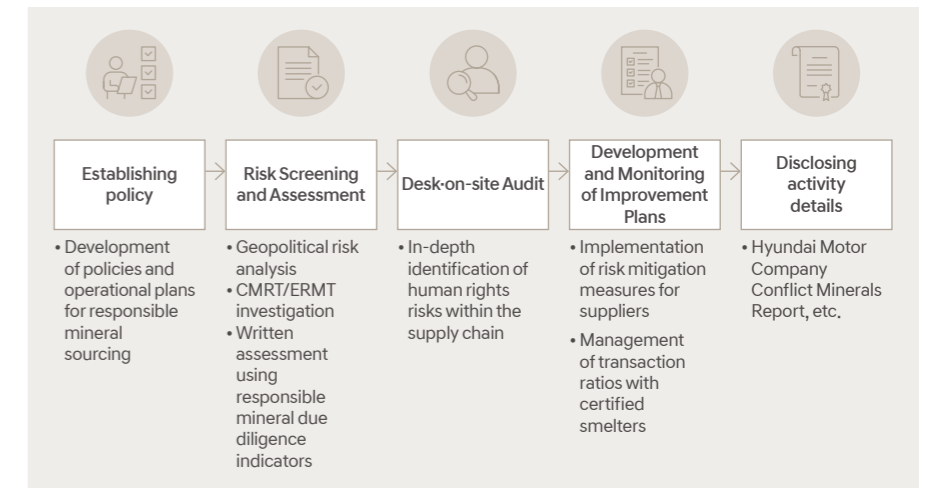 Establishing
policy
• Development
of policies and
operational plans
for responsible
mineral
sourcing
Risk Screening
and Assessment
• Geopolitical risk
analysis
• CMRT/ERMT
investigation
• Written
assessment
using
responsible
mineral due
diligence
indicators
Desk·on-site Audit
• In-depth
identification of
human rights
risks within the
supply chain
Development
and Monitoring
of Improvement
Plans
• Implementation
of risk mitigation
measures for
suppliers
• Management
of transaction
ratios with
certified
smelters
Disclosing
activity
details
• Hyundai Motor
Company
Conflict Minerals
Report, etc.